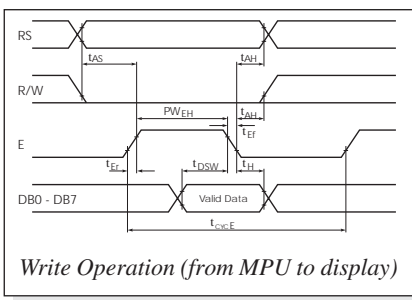 RS
tAS
tAH
R/W
PWEH
tAH
tEf
E
tEr
tDSW
tH
DB0 - DB7
Valid Data
tCYCE
Write Operation (from MPU to display)